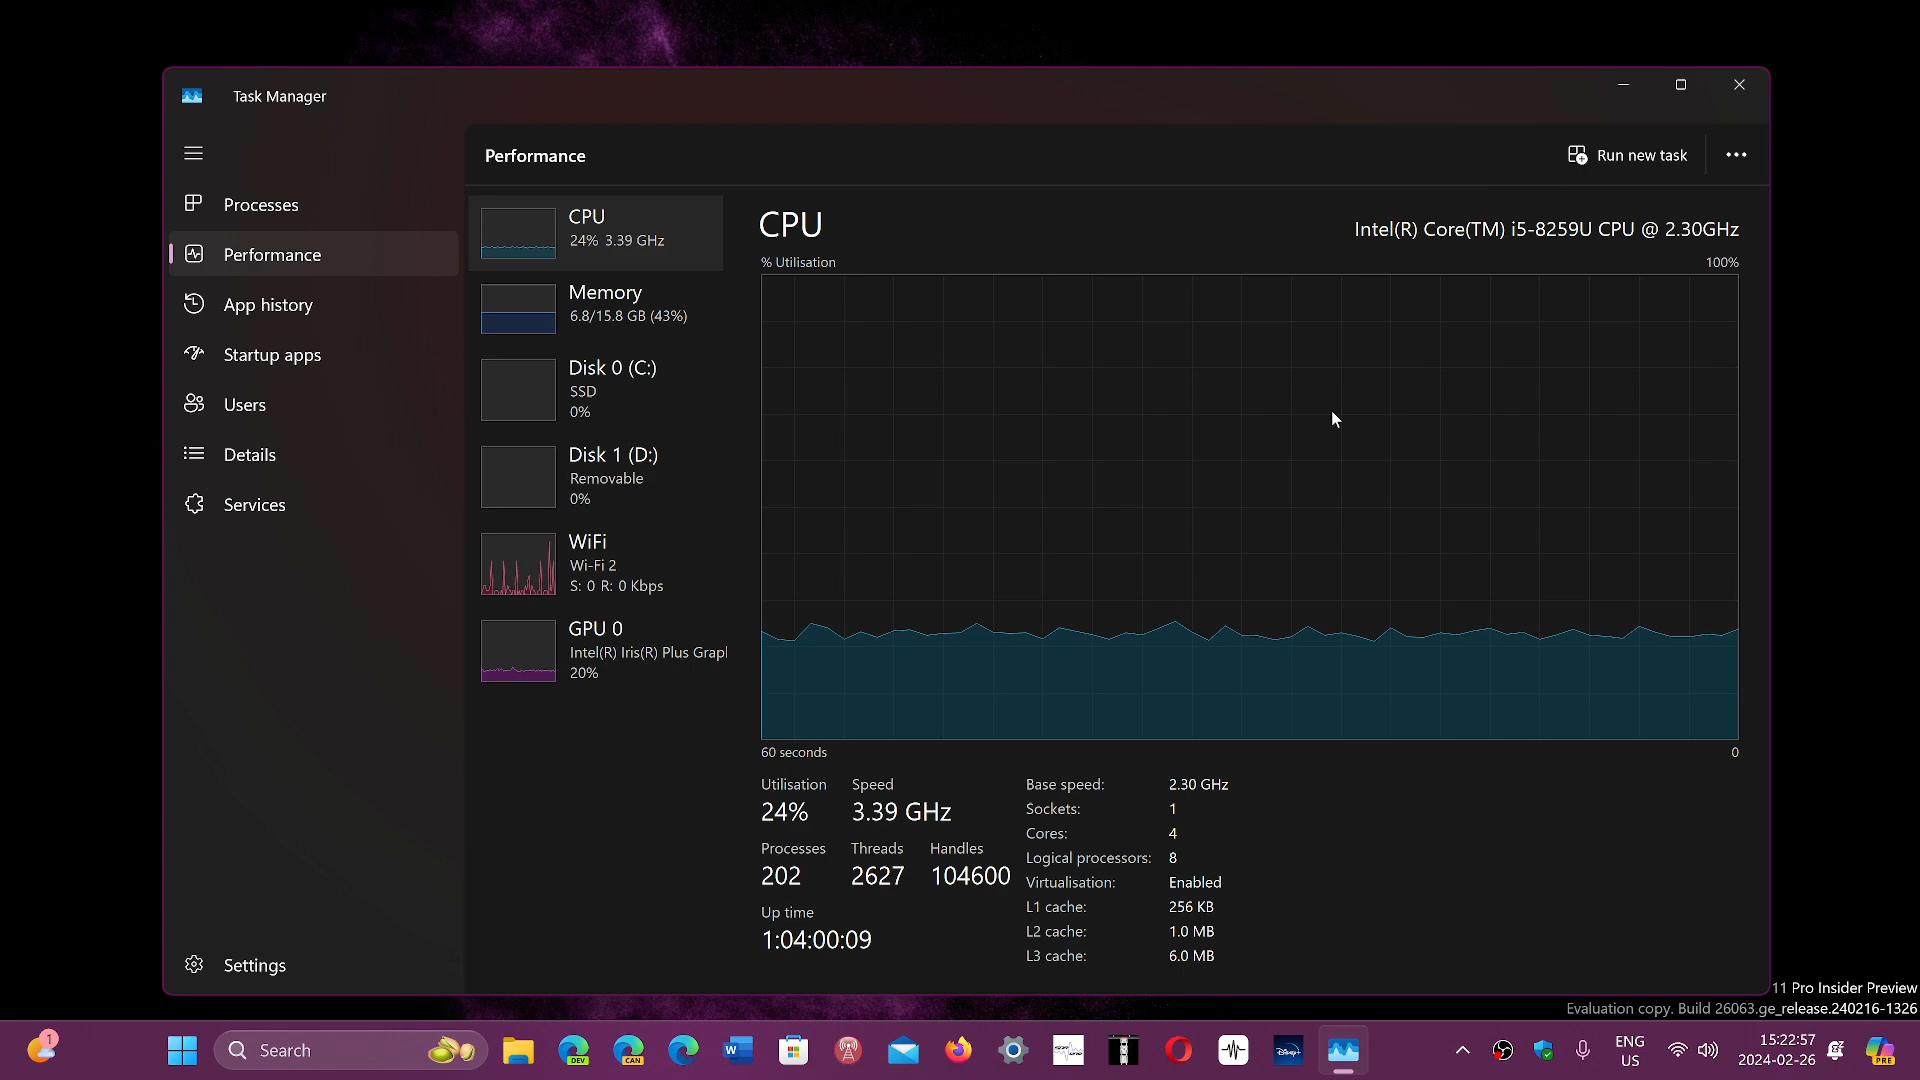 Task Manager
Performance
Run new task
Processes
Performance
App history
Startup apps
Users
Details
Services
Settings
CPU
24% 3.39 GHz
Memory
6.8/15.8 GB (43%)
Disk 0 (C:)
SSD
0%
Disk 1 (D:)
Removable
0%
WiFi
Wi-Fi 2
S: 0 R: 0 Kbps
GPU 0
Intel(R) Iris(R) Plus Grapl
20%
CPU
Intel(R) Core(TM) i5-8259U CPU @ 2.30GHz
% Utilisation
100%
60 seconds
0
Utilisation
24%
Speed
3.39 GHz
Processes
202
Threads
2627
Handles
104600
Up time
1:04:00:09
Base speed: 2.30 GHz
Sockets: 1
Cores: 4
Logical processors: 8
Virtualisation: Enabled
L1 cache: 256 KB
L2 cache: 1.0 MB
L3 cache: 6.0 MB
11 Pro Insider Preview
Evaluation copy. Build 26063.ge_release.240216-1326
1
Search
DEV
CAN
W
Disney+
ENG
US
15:22:57
2024-02-26
PRE